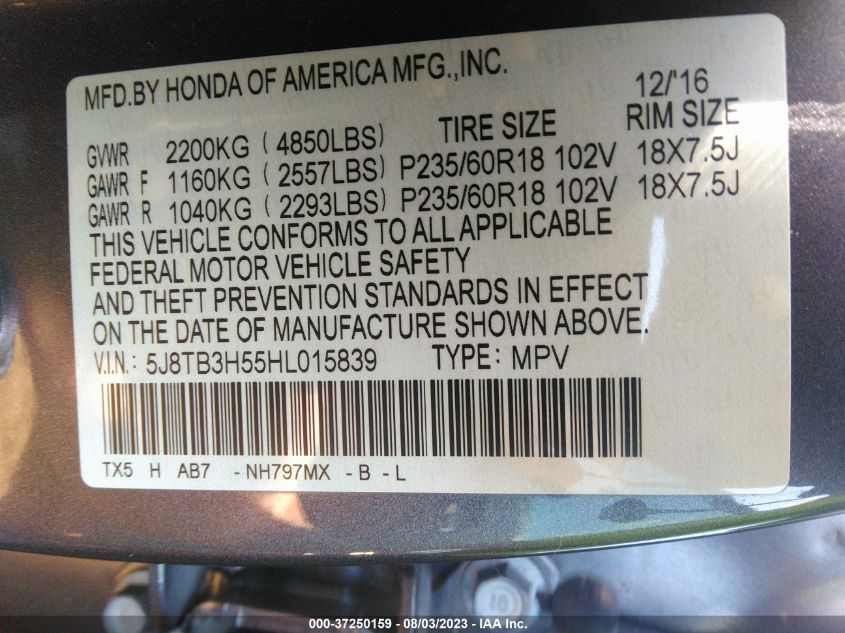 MFD.BY HONDA OF AMERICA MFG.,INC. 12/'16
TIRE SIZE RIM SIZE
GVWR 2200KG ( 4850LBS)
GAWR F 1160KG ( 2557LBS) P235/60R18 102V 18X7.5J
GAWR R 1040KG ( 2293LBS) P235/60R18 102V 18X7.5J
THIS VEHICLE CONFORMS TO ALL APPLICABLE
FEDERAL MOTOR VEHICLE SAFETY
AND THEFT PREVENTION STANDARDS IN EFFECT
ON THE DATE OF MANUFACTURE SHOWN ABOVE.
V.I.N.: 5J8TB3H55HL015839 TYPE: MPV
TX5 H AB7 -NH797MX -B -L
10
000-37250159 - 08/03/2023 - IAA Inc.